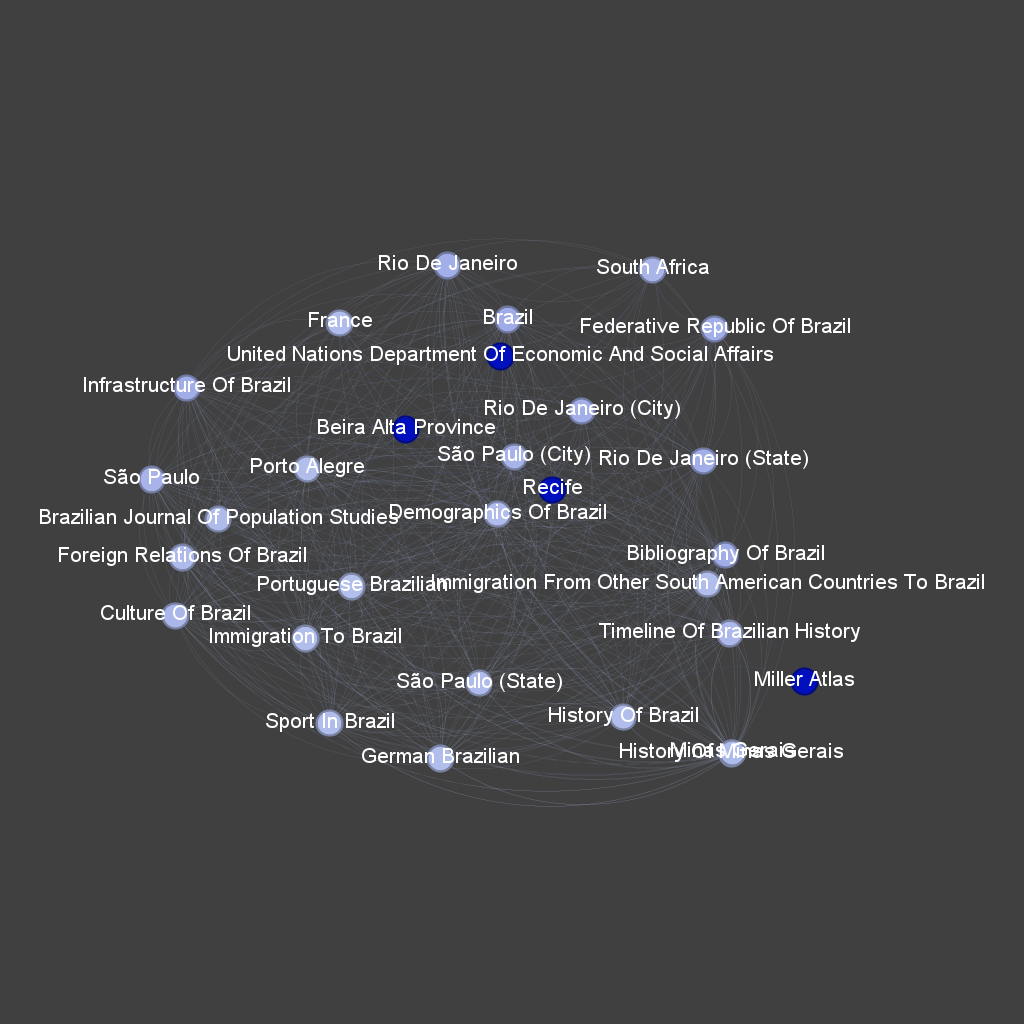 Rio De Janeiro
South Africa
France
Brazil
Federative Republic Of Brazil
United Nations Department Of Economic And Social Affairs
Infrastructure Of Brazil
Rio De Janeiro (City)
Beira Alta Province
São Paulo (City)
Rio De Janeiro (State)
Porto Alegre
São Paulo
Recife
Brazilian Journal Of Population Studies
Demographics Of Brazil
Foreign Relations Of Brazil
Bibliography Of Brazil
Portuguese Brazilian
Immigration From Other South American Countries To Brazil
Culture Of Brazil
Immigration To Brazil
Timeline Of Brazilian History
São Paulo (State)
Miller Atlas
Sport In Brazil
History Of Brazil
German Brazilian
History Of Minas Gerais
Minas Gerais